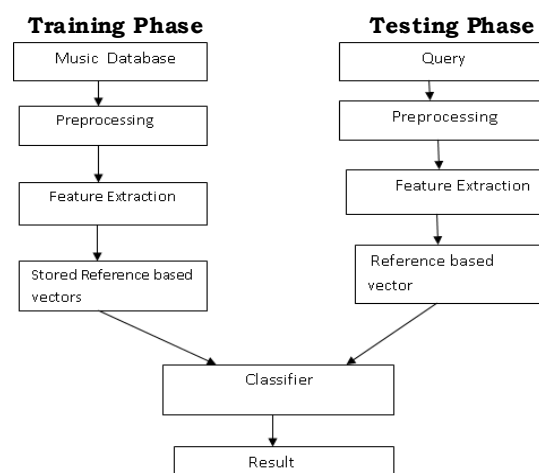 Training Phase
Music Database
Preprocessing
Feature Extraction
Stored Reference based
vectors
Testing Phase
Query
Preprocessing
Feature Extraction
Reference based
vector
Classifier
Result